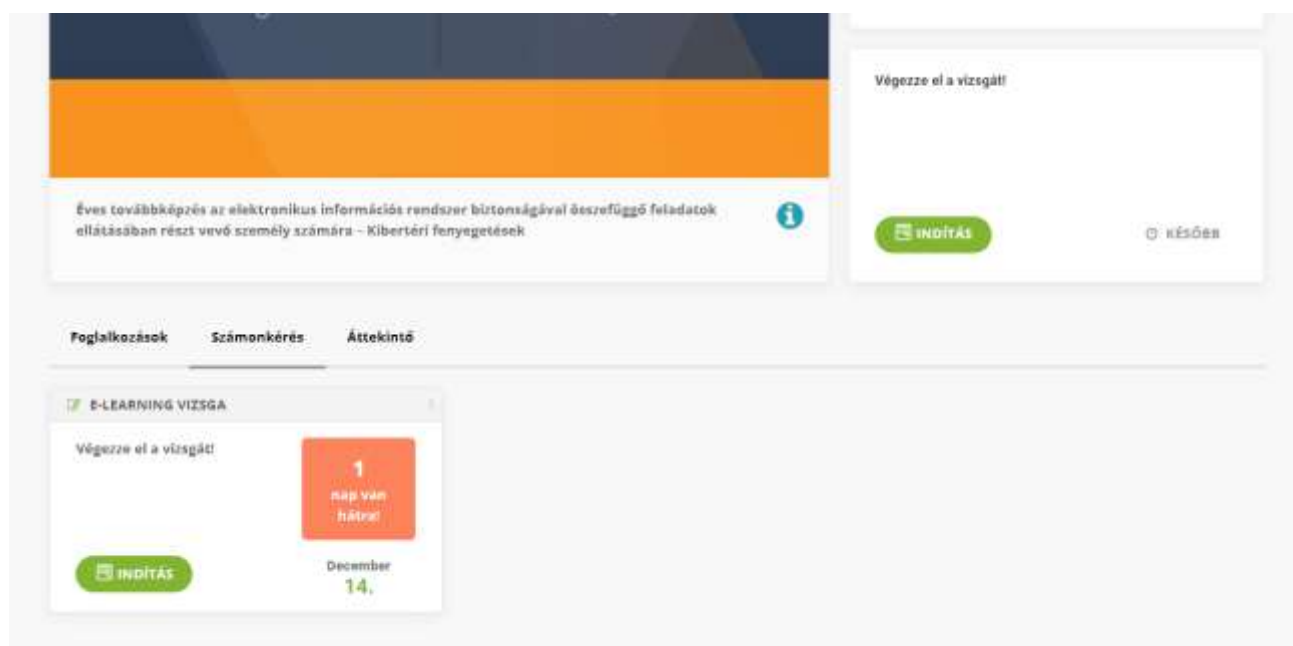 Végezze el a vizsgát!
Éves továbbképzés az elektronikus információs rendszer biztonságával összefüggő feladatok
ellátásában részt vevő személy számára – Kibertéri fenyegetések
INDÍTÁS
KÉSŐBB
Foglalkozások
Számonkérés
Áttekintő
E-LEARNING VIZSGA
Végezze el a vizsgát!
1
nap van
hátra!
INDÍTÁS
December
14.